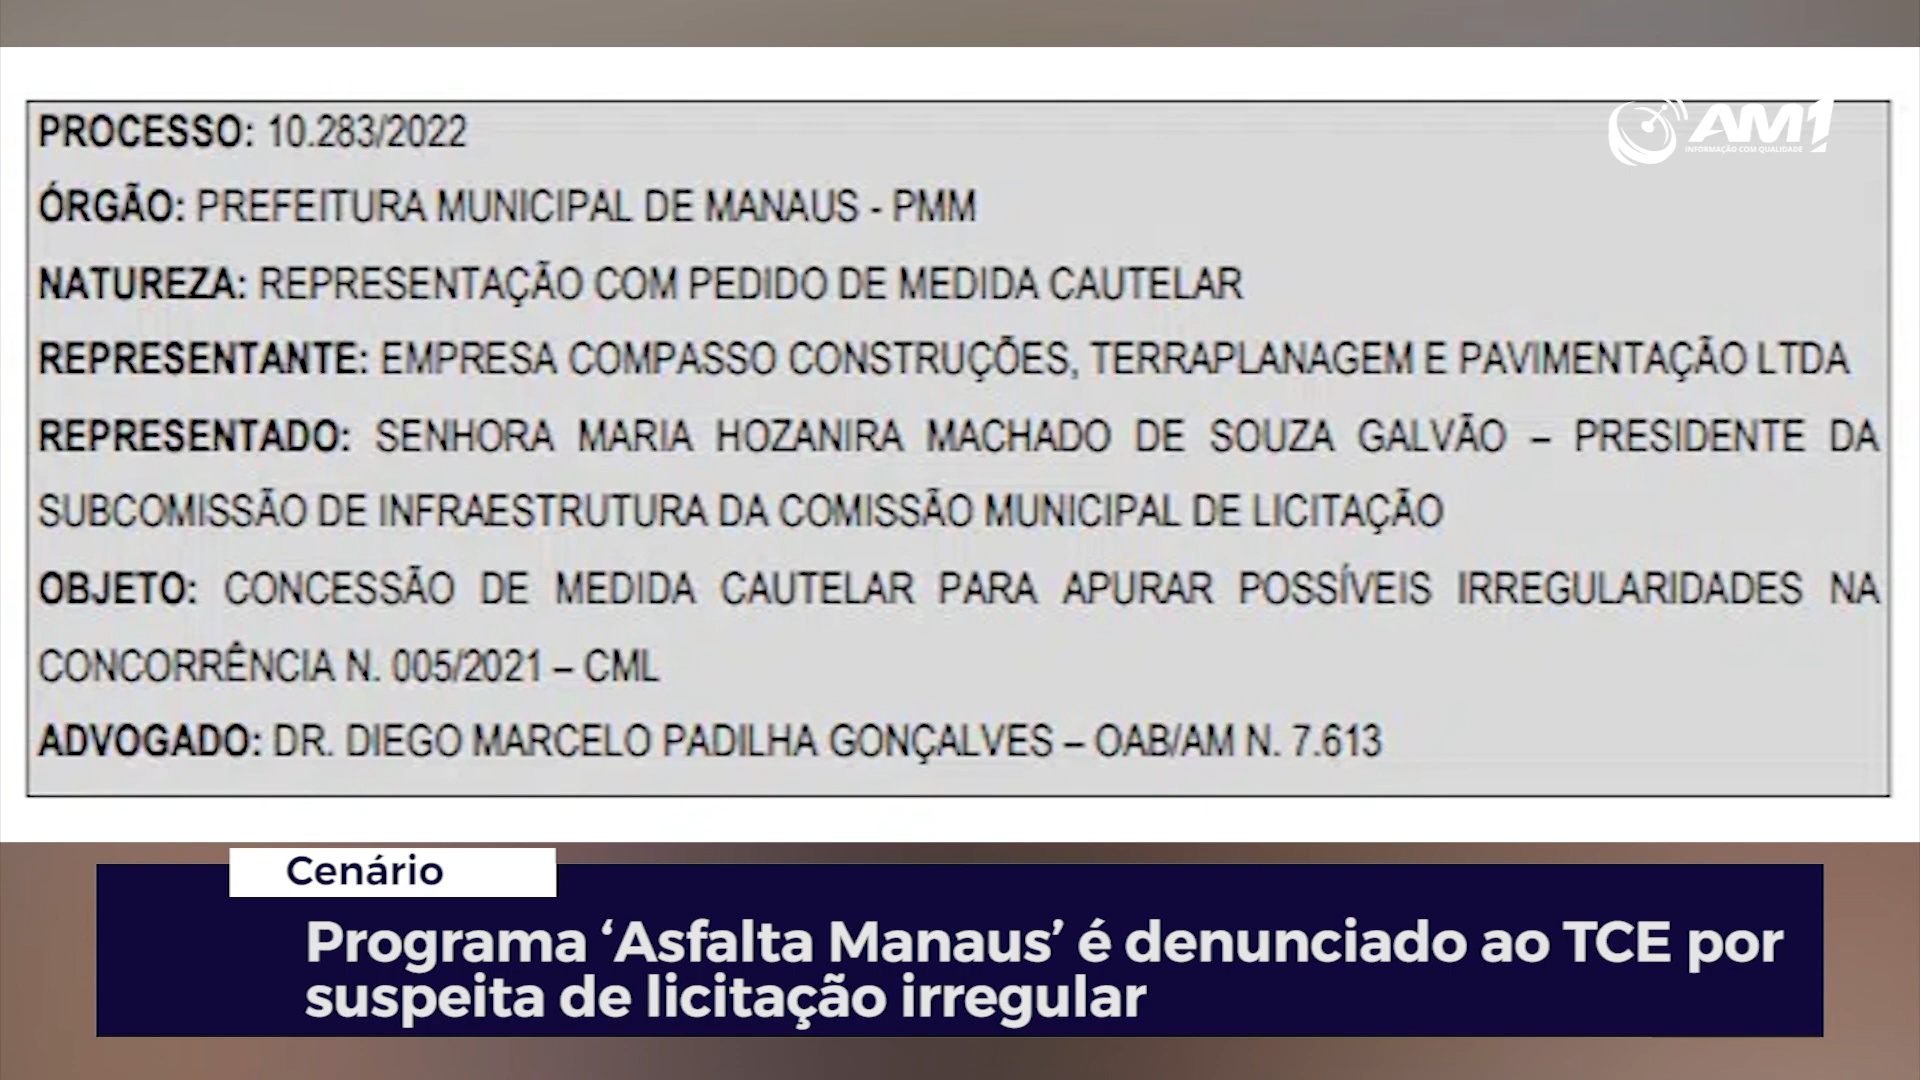 AM1
INFORMAÇÃO COM QUALIDADE
PROCESSO: 10.283/2022
ÓRGÃO: PREFEITURA MUNICIPAL DE MANAUS - PMM
NATUREZA: REPRESENTAÇÃO COM PEDIDO DE MEDIDA CAUTELAR
REPRESENTANTE: EMPRESA COMPASSO CONSTRUÇÕES, TERRAPLANAGEM E PAVIMENTAÇÃO LTDA
REPRESENTADO: SENHORA MARIA HOZANIRA MACHADO DE SOUZA GALVÃO – PRESIDENTE DA
SUBCOMISSÃO DE INFRAESTRUTURA DA COMISSÃO MUNICIPAL DE LICITAÇÃO
OBJETO: CONCESSÃO DE MEDIDA CAUTELAR PARA APURAR POSSÍVEIS IRREGULARIDADES NA
CONCORRÊNCIA N. 005/2021 – CML
ADVOGADO: DR. DIEGO MARCELO PADILHA GONÇALVES – OAB/AM N. 7.613
Cenário
Programa ‘Asfalta Manaus’ é denunciado ao TCE por
suspeita de licitação irregular